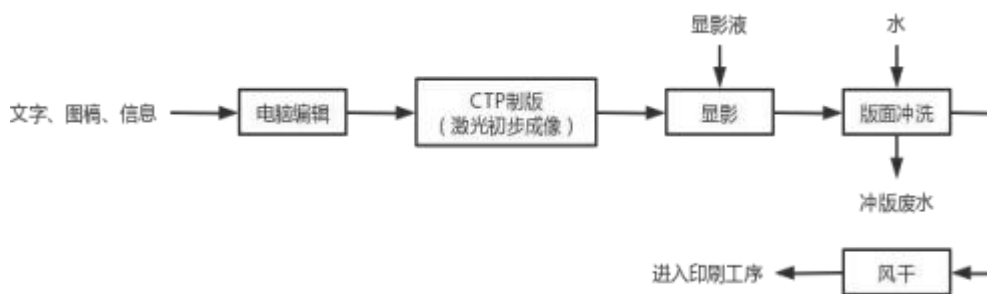 显影液
水
文字、图稿、信息
电脑编辑
CTP制版
（激光初步成像）
显影
版面冲洗
冲版废水
进入印刷工序
风干